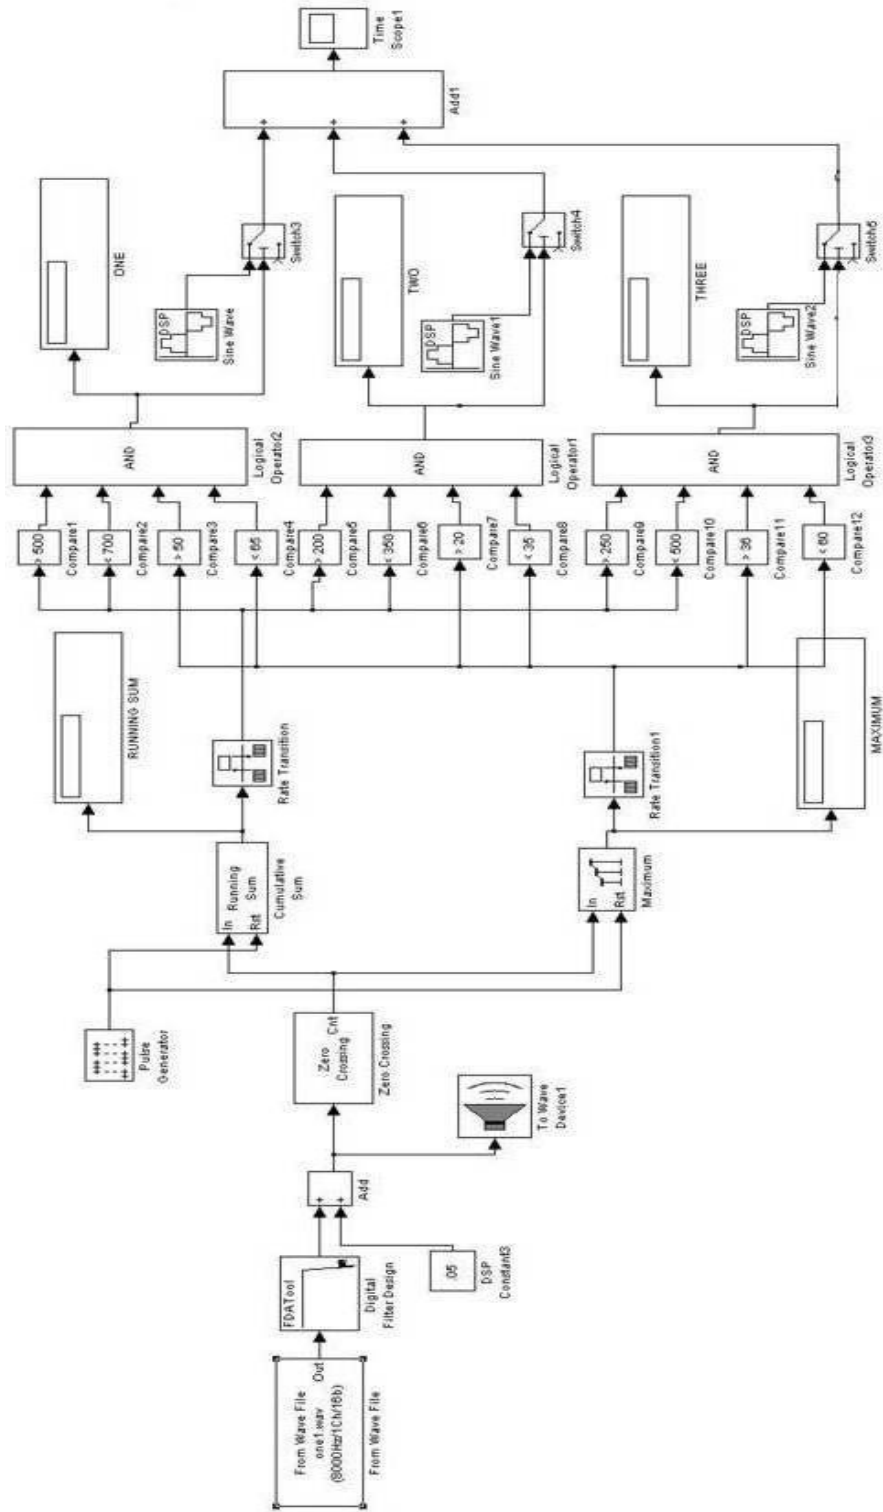 From Wave File
one1.wav
(8000Hz/1Ch/16b)
Out
From Wave File
FDATool
Digital
Filter Design
.05
DSP
Constant3
+
+
Add
To Wave
Device1
Zero
Crossing
Cnt
Zero Crossing
Pulse
Generator
In
Rst
Running
Sum
Cumulative
Sum
In
Rst
Maximum
RUNNING SUM
Rate Transition
Rate Transition1
MAXIMUM
> 500
Compare1
< 700
Compare2
> 50
Compare3
< 65
Compare4
> 200
Compare5
< 350
Compare6
> 20
Compare7
< 35
Compare8
> 250
Compare9
< 500
Compare10
Compare11
< 60
Compare12
AND
Logical
Operator2
AND
Logical
Operator1
AND
Logical
Operator3
ONE
DSP
Sine Wave
Switch3
TWO
DSP
Sine Wave1
Switch4
THREE
DSP
Sine Wave2
Switch5
+
+
+
Add1
Time
Scope1